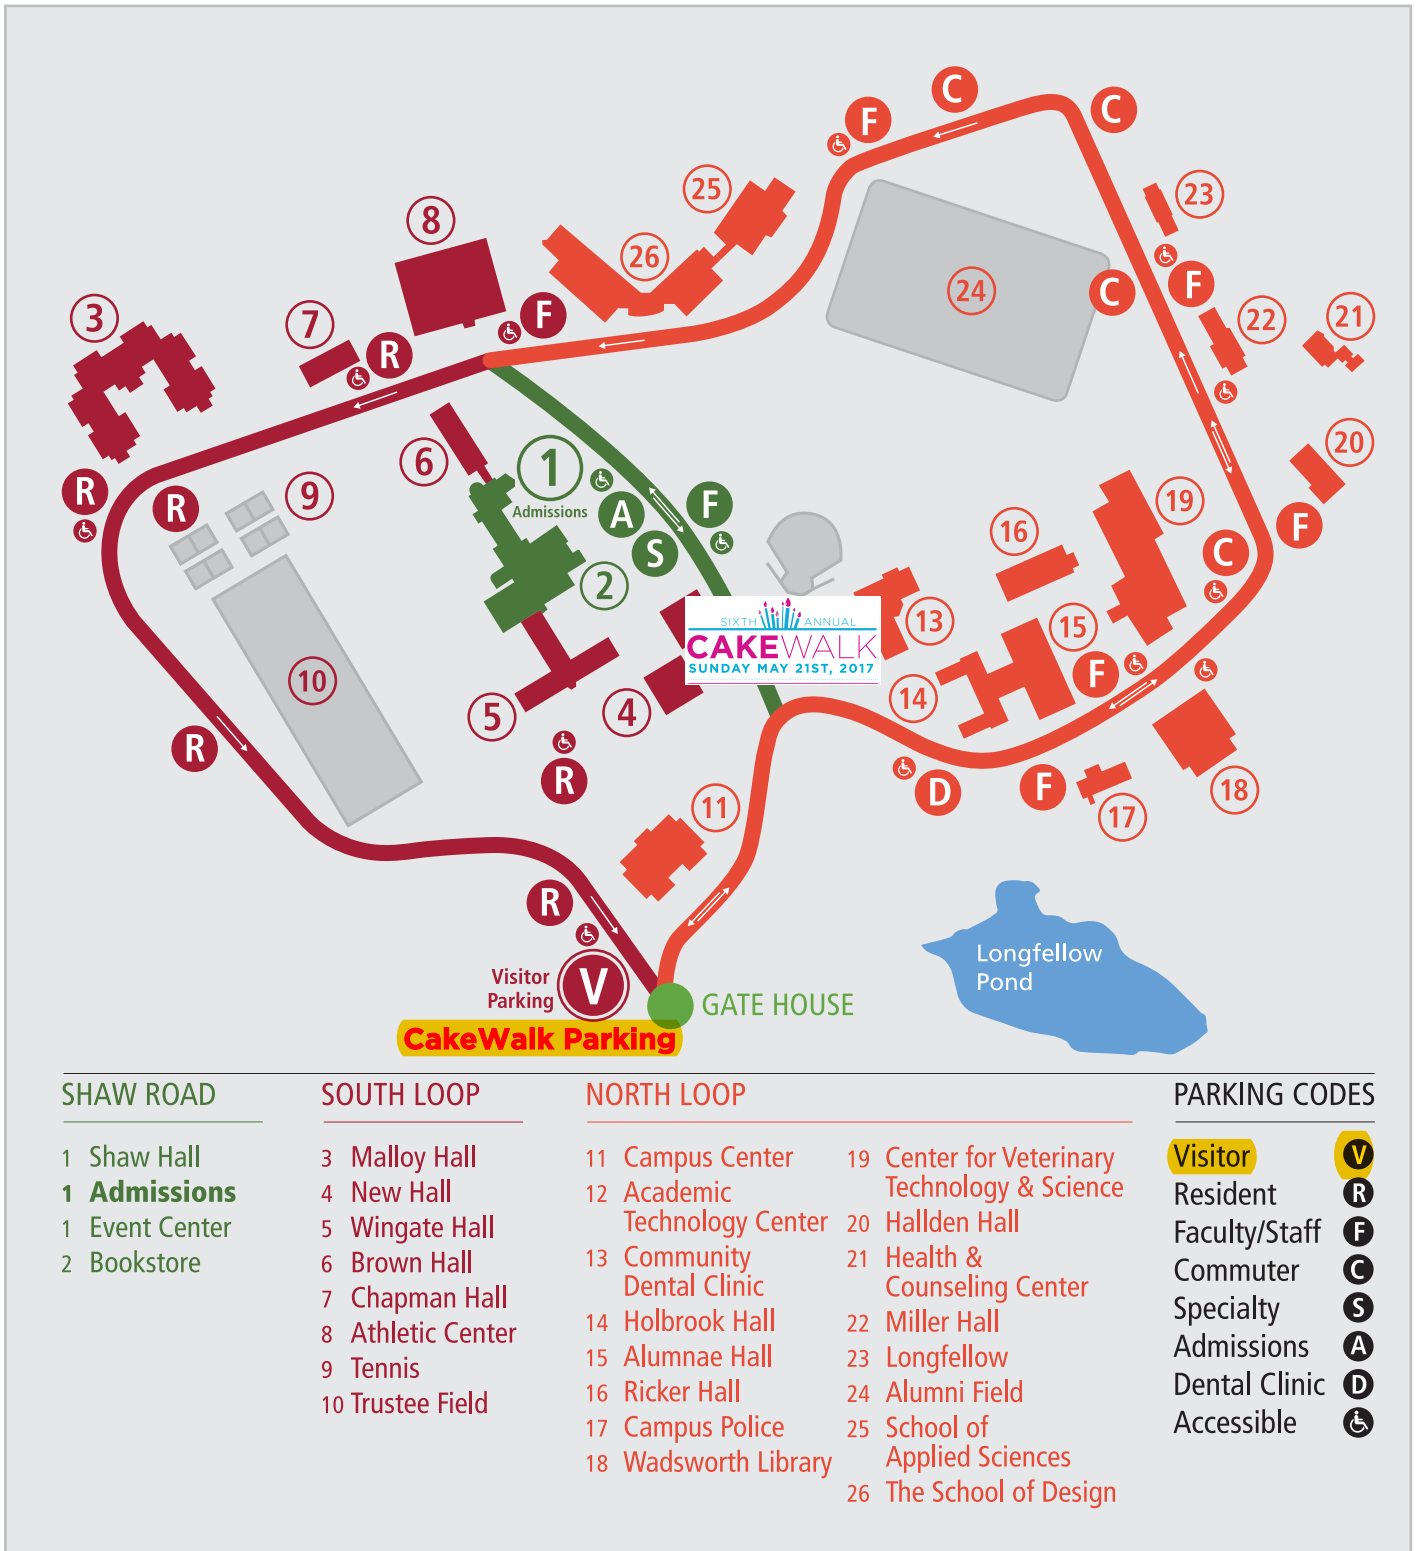 C
C
F
25
23
8
26
24
C
F
3
7
F
22
21
R
6
1
Admissions
20
R
R
9
A
F
19
S
16
C
F
2
SIXTH ANNUAL
CAKEWALK
SUNDAY MAY 21ST, 2017
13
15
10
F
14
5
4
R
R
D
F
18
11
17
R
Longfellow
Pond
Visitor
Parking
V
GATE HOUSE
CakeWalk Parking
SHAW ROAD
1 Shaw Hall
1 Admissions
1 Event Center
2 Bookstore
SOUTH LOOP
3 Malloy Hall
4 New Hall
5 Wingate Hall
6 Brown Hall
7 Chapman Hall
8 Athletic Center
9 Tennis
10 Trustee Field
NORTH LOOP
11 Campus Center
12 Academic
Technology Center
13 Community
Dental Clinic
14 Holbrook Hall
15 Alumnae Hall
16 Ricker Hall
17 Campus Police
18 Wadsworth Library
19 Center for Veterinary
Technology & Science
20 Hallden Hall
21 Health &
Counseling Center
22 Miller Hall
23 Longfellow
24 Alumni Field
25 School of
Applied Sciences
26 The School of Design
PARKING CODES
Visitor V
Resident R
Faculty/Staff F
Commuter C
Specialty S
Admissions A
Dental Clinic D
Accessible